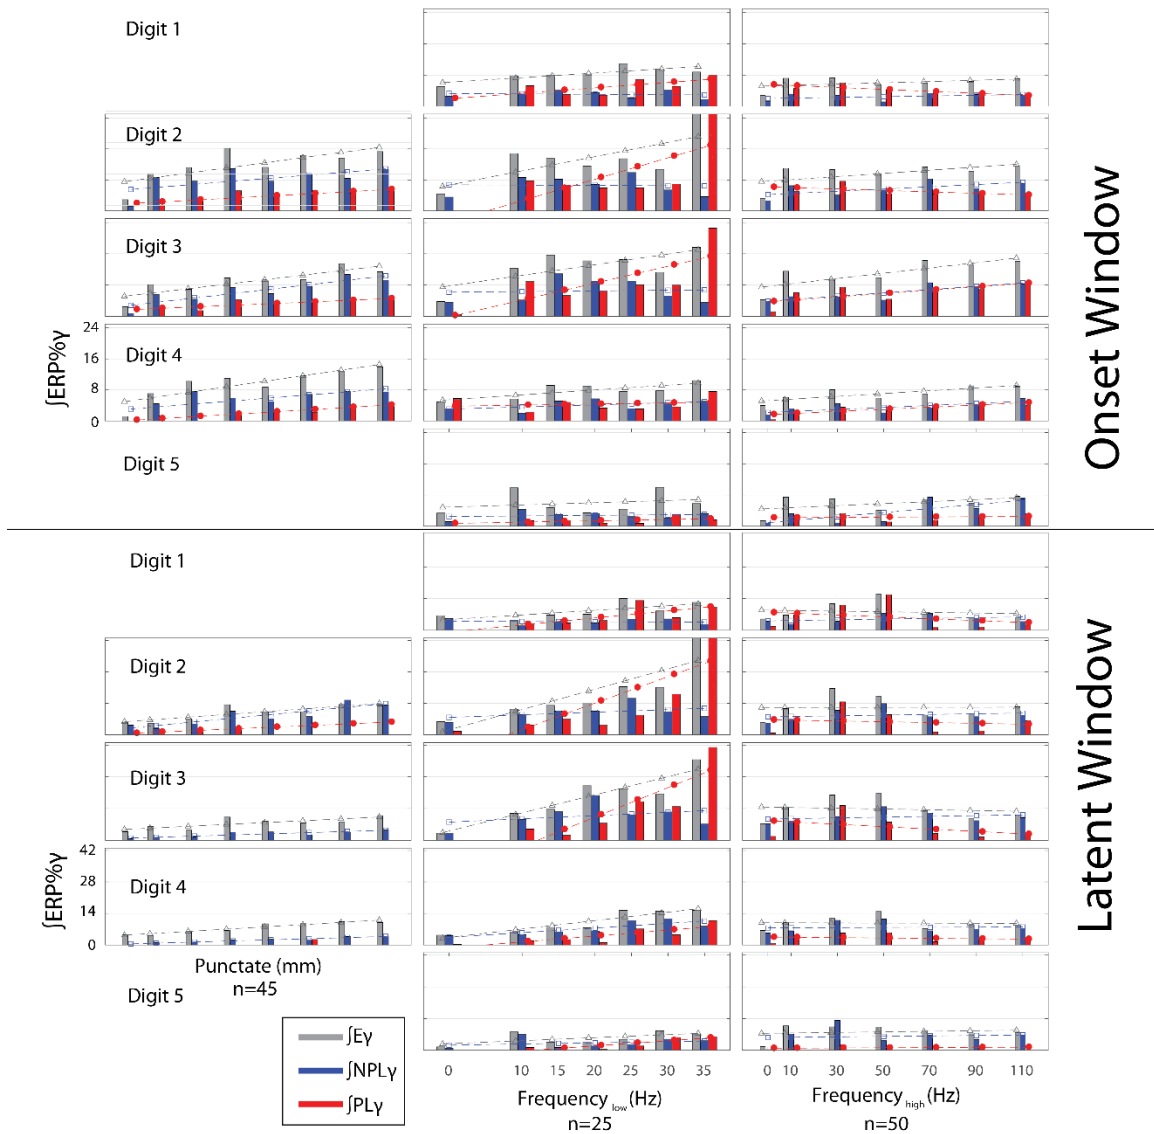 Digit 1
Digit 2
Digit 3
Digit 4
Digit 5
∫ERP%γ
24
16
8
0
Onset Window
Digit 1
Digit 2
Digit 3
Digit 4
Digit 5
∫ERP%γ
42
28
14
0
Latent Window
Punctate (mm)
n=45
∫Eγ
∫NPLγ
∫PLγ
0 10 15 20 25 30 35
Frequency low (Hz)
n=25
0 10 30 50 70 90 110
Frequency high (Hz)
n=50